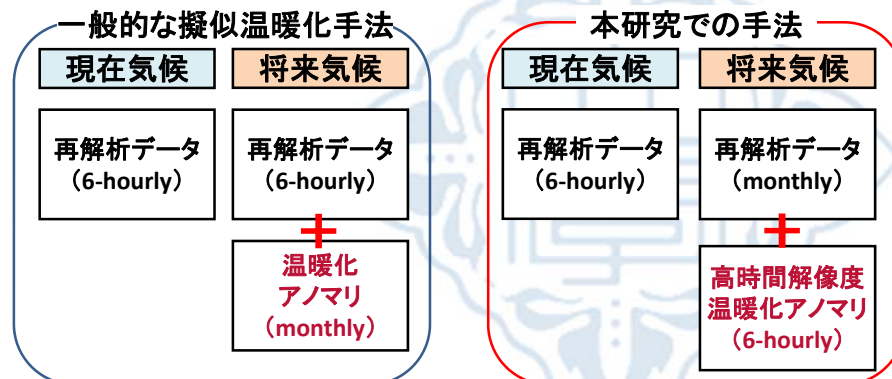 一般的な擬似温暖化手法
現在気候
将来気候
再解析データ
(6-hourly)
再解析データ
(6-hourly)
+
温暖化
アノマリ
(monthly)
本研究での手法
現在気候
将来気候
再解析データ
(6-hourly)
再解析データ
(monthly)
+
高時間解像度
温暖化アノマリ
(6-hourly)